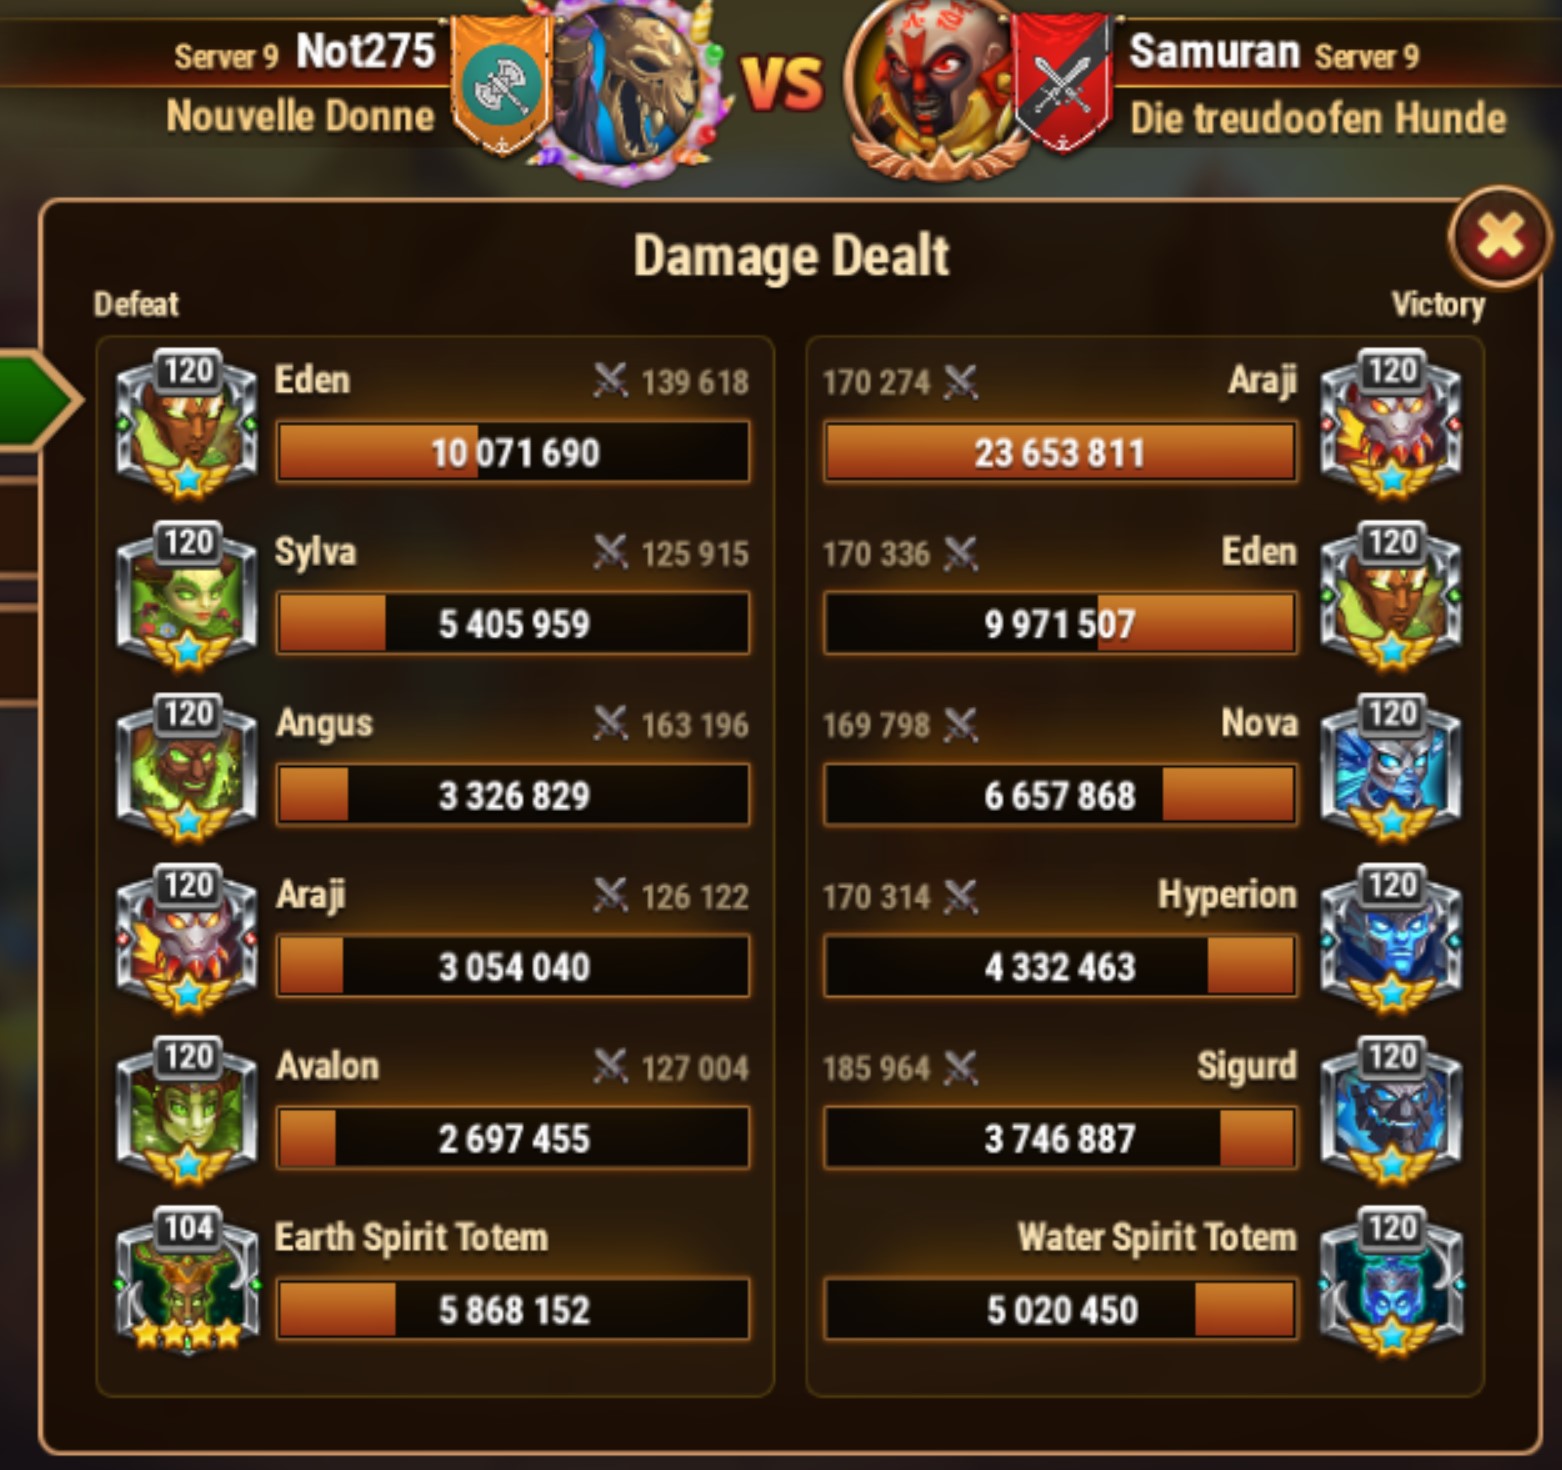 Server 9 Not275
Nouvelle Donne
VS
Samuran Server 9
Die treudoofen Hunde
Damage Dealt
Defeat
Victory
120 Eden 139 618
10 071 690
170 274 Araji 120
23 653 811
120 Sylva 125 915
5 405 959
170 336 Eden 120
9 971 507
120 Angus 163 196
3 326 829
169 798 Nova 120
6 657 868
120 Araji 126 122
3 054 040
170 314 Hyperion 120
4 332 463
120 Avalon 127 004
2 697 455
185 964 Sigurd 120
3 746 887
104 Earth Spirit Totem
5 868 152
Water Spirit Totem 120
5 020 450